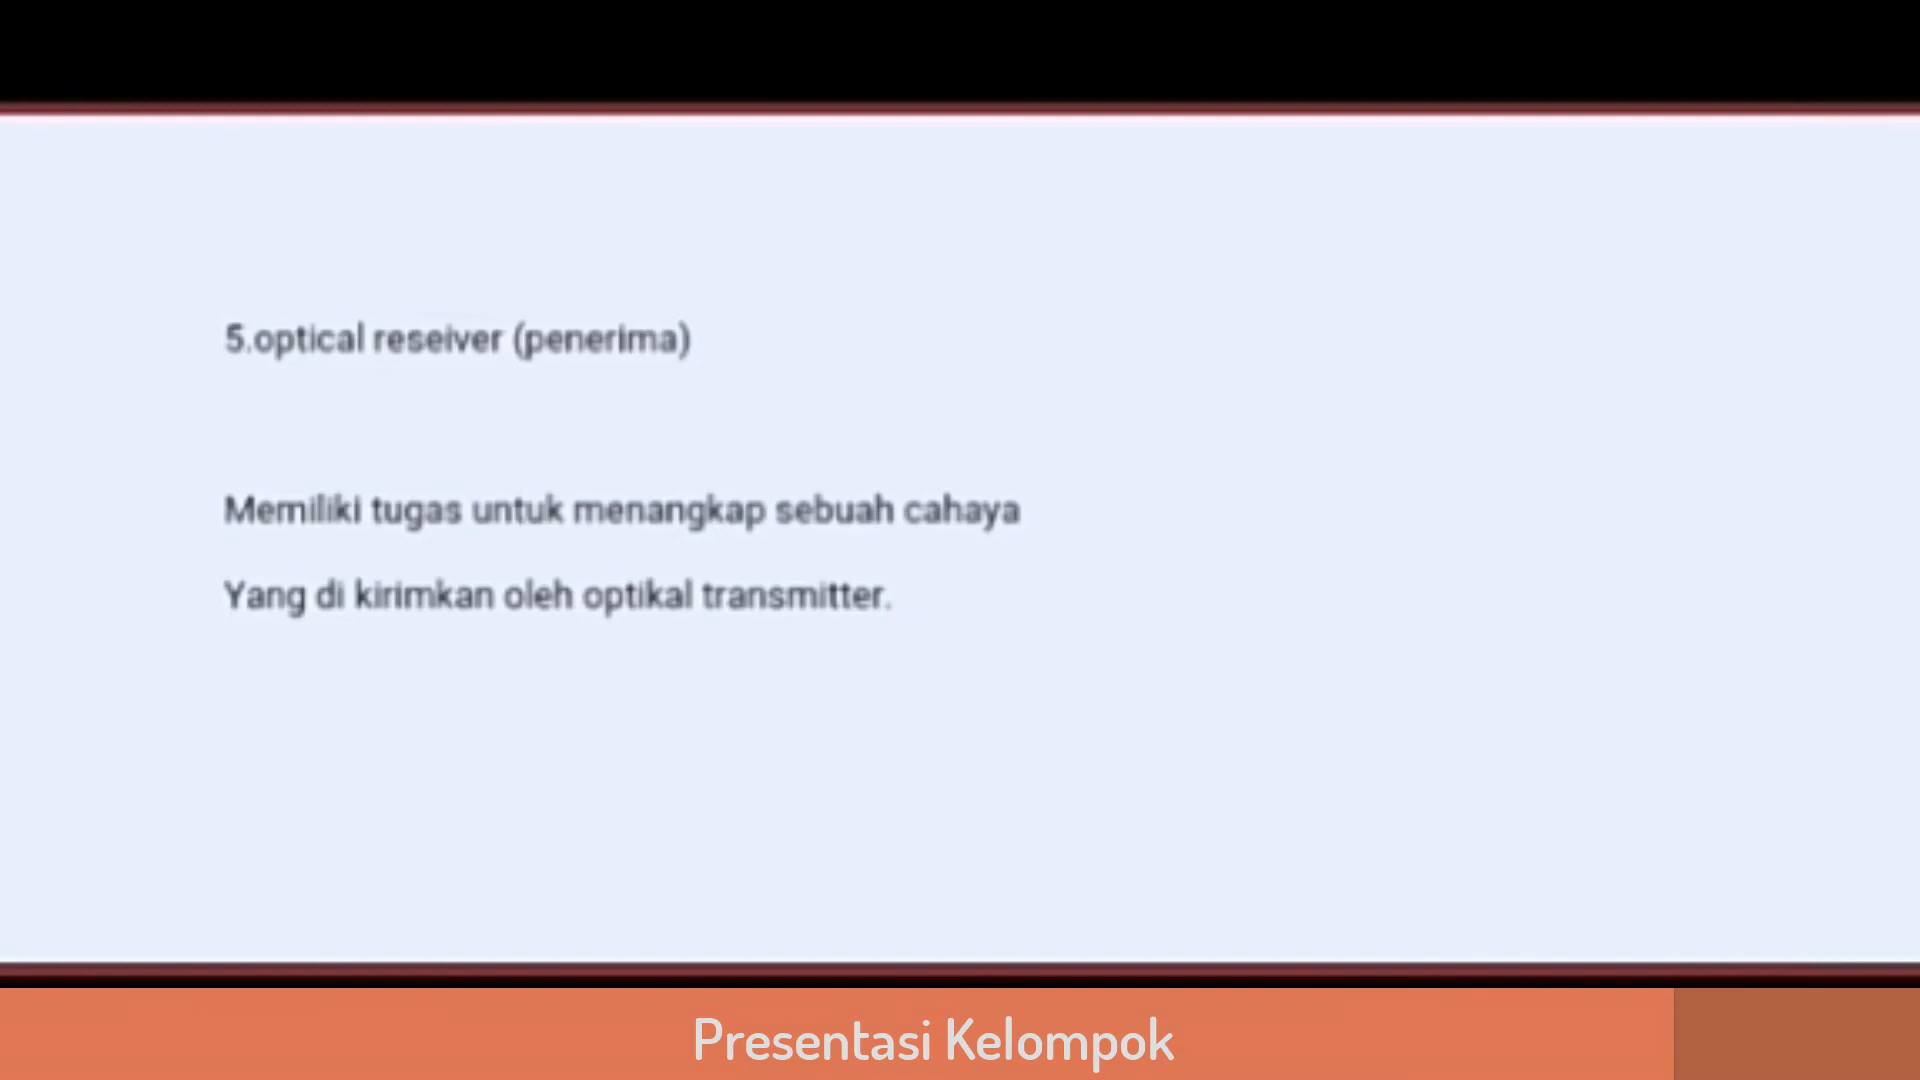 5.optical reseiver (penerima)
Memiliki tugas untuk menangkap sebuah cahaya
Yang di kirimkan oleh optikal transmitter.
Presentasi Kelompok